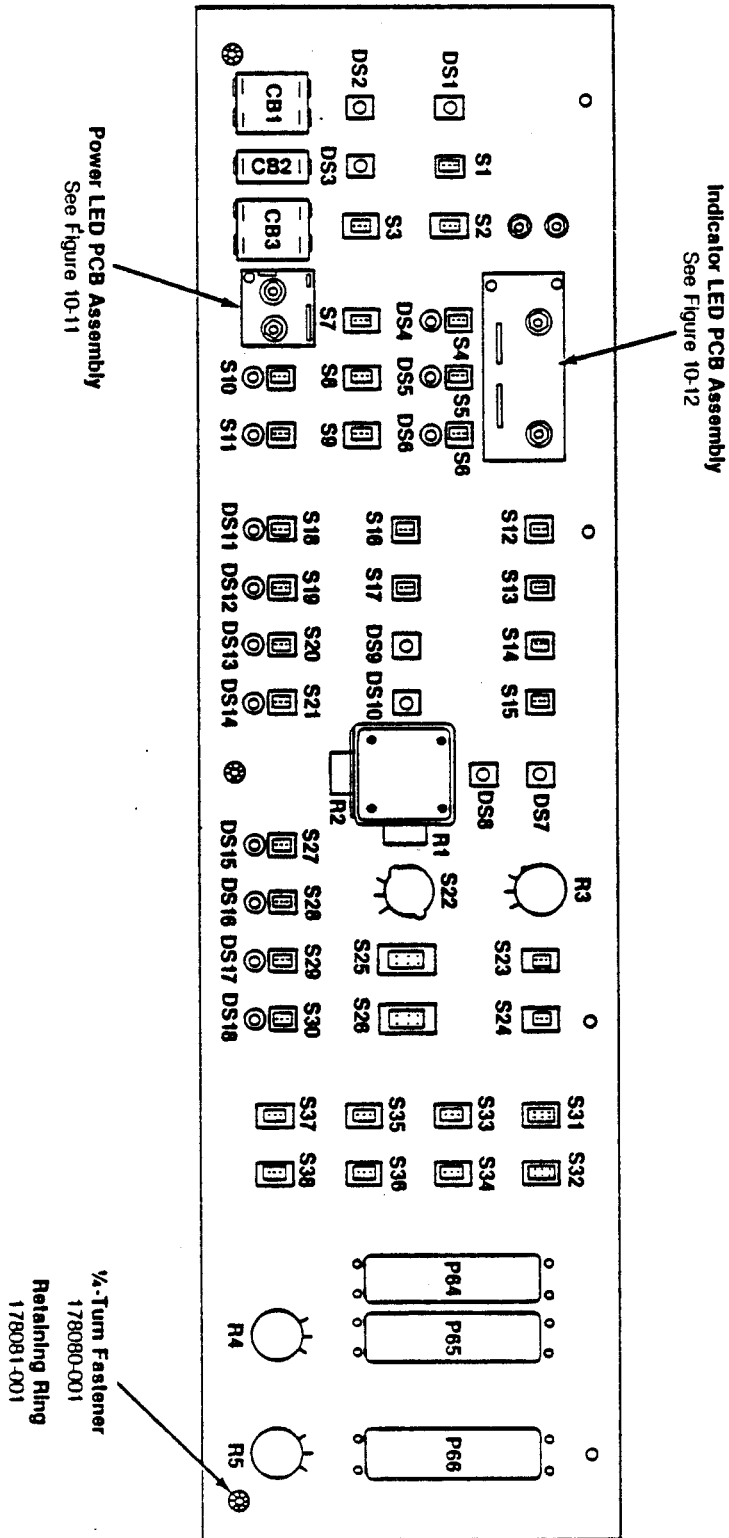 Indicator LED PCB Assembly
See Figure 10-12
R3 S31 S32
DS7
S12 S13 S14 S15 S23 S24
S1 S2 DS8 S33 S34
S4 S5 S6
DS1 R1 S22 P64 P65 P66
S3 DS4 DS5 DS6 S35 S36
S16 S17 DS9 DS10
DS2 S25 S26
R2
DS3 S7 S8 S9
S18 S19 S20 S21 S27 S28 S29 S30 S37 S38
CB1 CB2 CB3
S10 S11 DS11 DS12 DS13 DS14 DS15 DS16 DS17 DS18 R4 R5
Power LED PCB Assembly
See Figure 10-11
¼-Turn Fastener
178080-001
Retaining Ring
178081-001